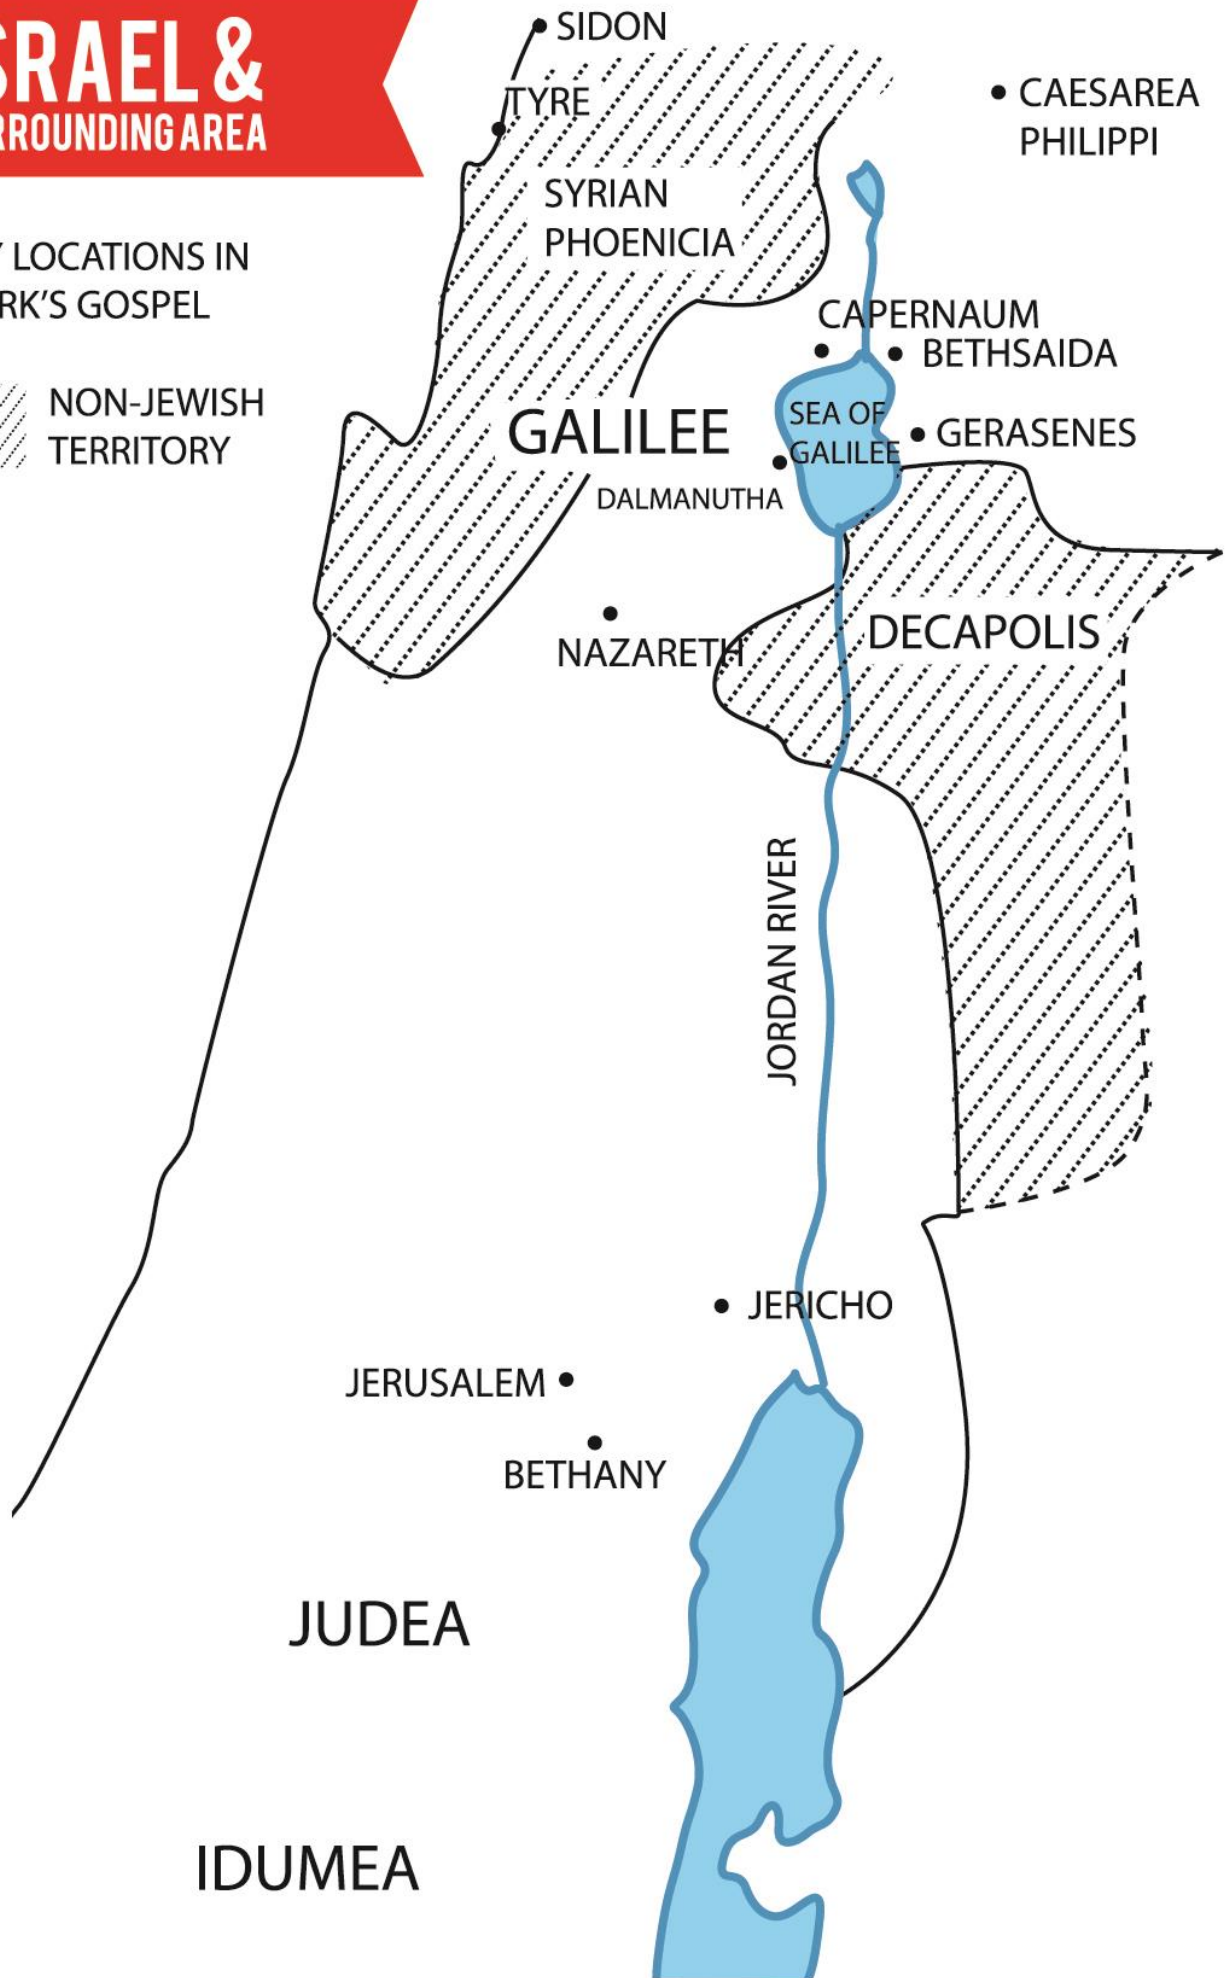 SRAEL &
RROUNDING AREA
Y LOCATIONS IN
RK'S GOSPEL
NON-JEWISH
TERRITORY
SIDON
TYRE
CAESAREA
PHILIPPI
SYRIAN
PHOENICIA
CAPERNAUM
BETHSAIDA
GALILEE
SEA OF
GALILEE
GERASENES
DALMANUTHA
NAZARETH
DECAPOLIS
JORDAN RIVER
JERICHO
JERUSALEM
BETHANY
JUDEA
IDUMEA